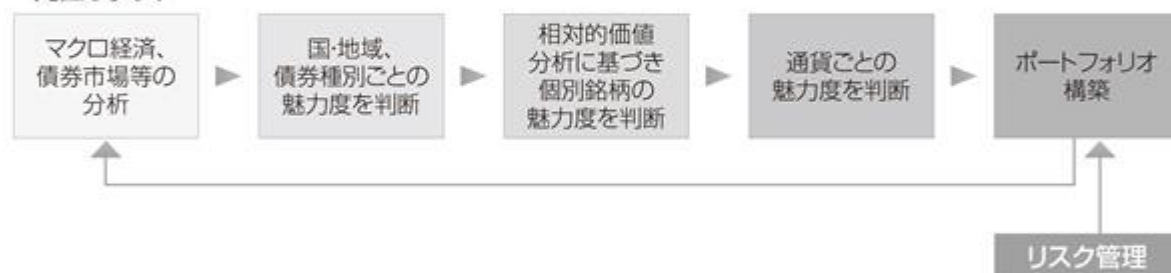 マクロ経済、
債券市場等の
分析
国・地域、
債券種別ごとの
魅力度を判断
相対的価値
分析に基づき
個別銘柄の
魅力度を判断
通貨ごとの
魅力度を判断
ポートフォリオ
構築
リスク管理